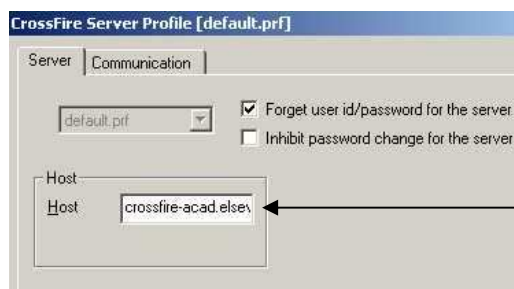 CrossFire Server Profile [default.prf]
Server Communication
default.prf
Forget user id/password for the server
Inhibit password change for the server
Host
Host crossfire-acad.elsev